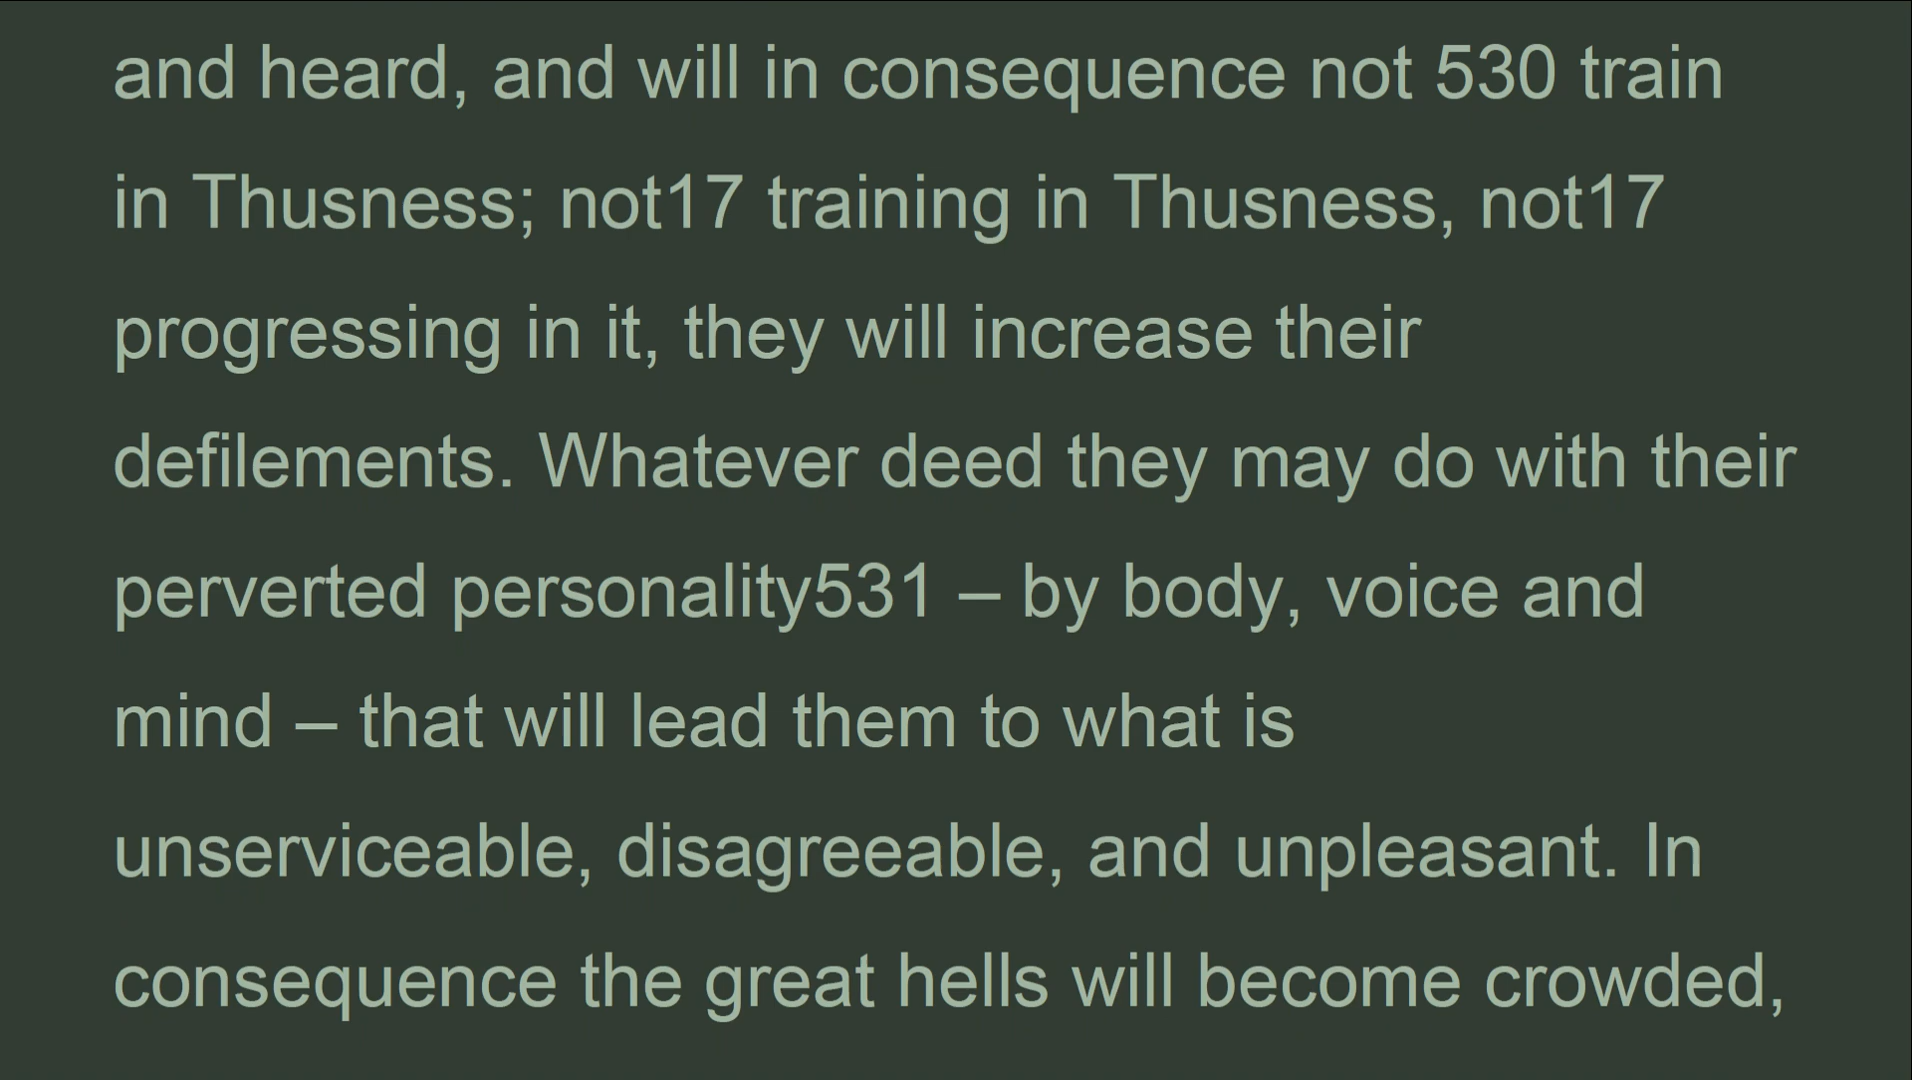 and heard, and will in consequence not 530 train
in Thusness; not17 training in Thusness, not17
progressing in it, they will increase their
defilements. Whatever deed they may do with their
perverted personality531 – by body, voice and
mind – that will lead them to what is
unserviceable, disagreeable, and unpleasant. In
consequence the great hells will become crowded,